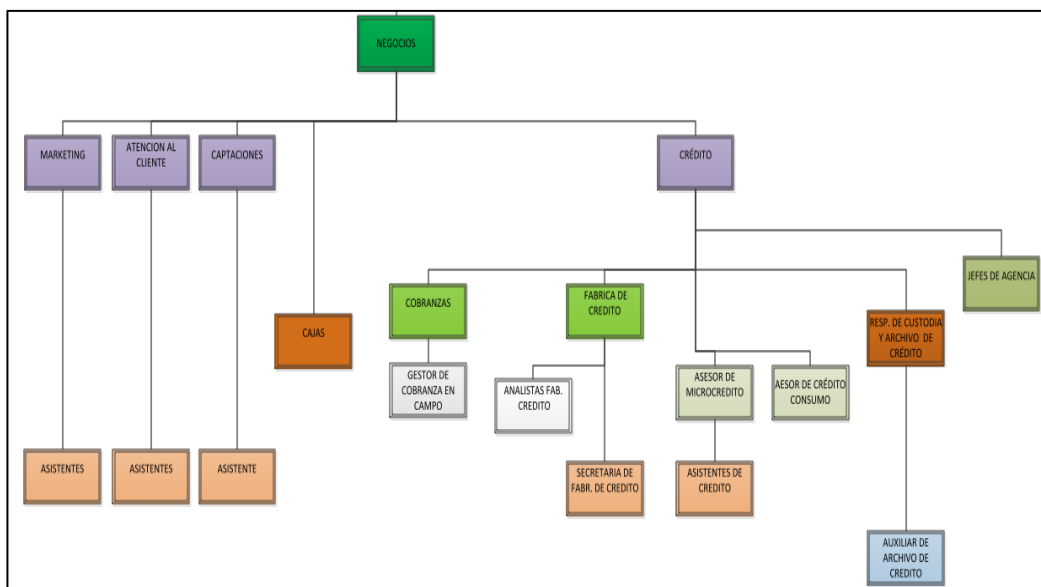 NEGOCIOS
MARKETING
ATENCION AL
CLIENTE
CAPTACIONES
CRÉDITO
JEFES DE AGENCIA
COBRANZAS
FABRICA DE
CREDITO
CAJAS
RESP. DE CUSTODIA
Y ARCHIVO DE
CRÉDITO
GESTOR DE
COBRANZA EN
CAMPO
ANALISTAS FAB.
CREDITO
ASESOR DE
MICROCREDITO
AESOR DE CRÉDITO
CONSUMO
ASISTENTES
ASISTENTES
ASISTENTE
SECRETARIA DE
FABR. DE CREDITO
ASISTENTES DE
CREDITO
AUXILIAR DE
ARCHIVO DE
CREDITO